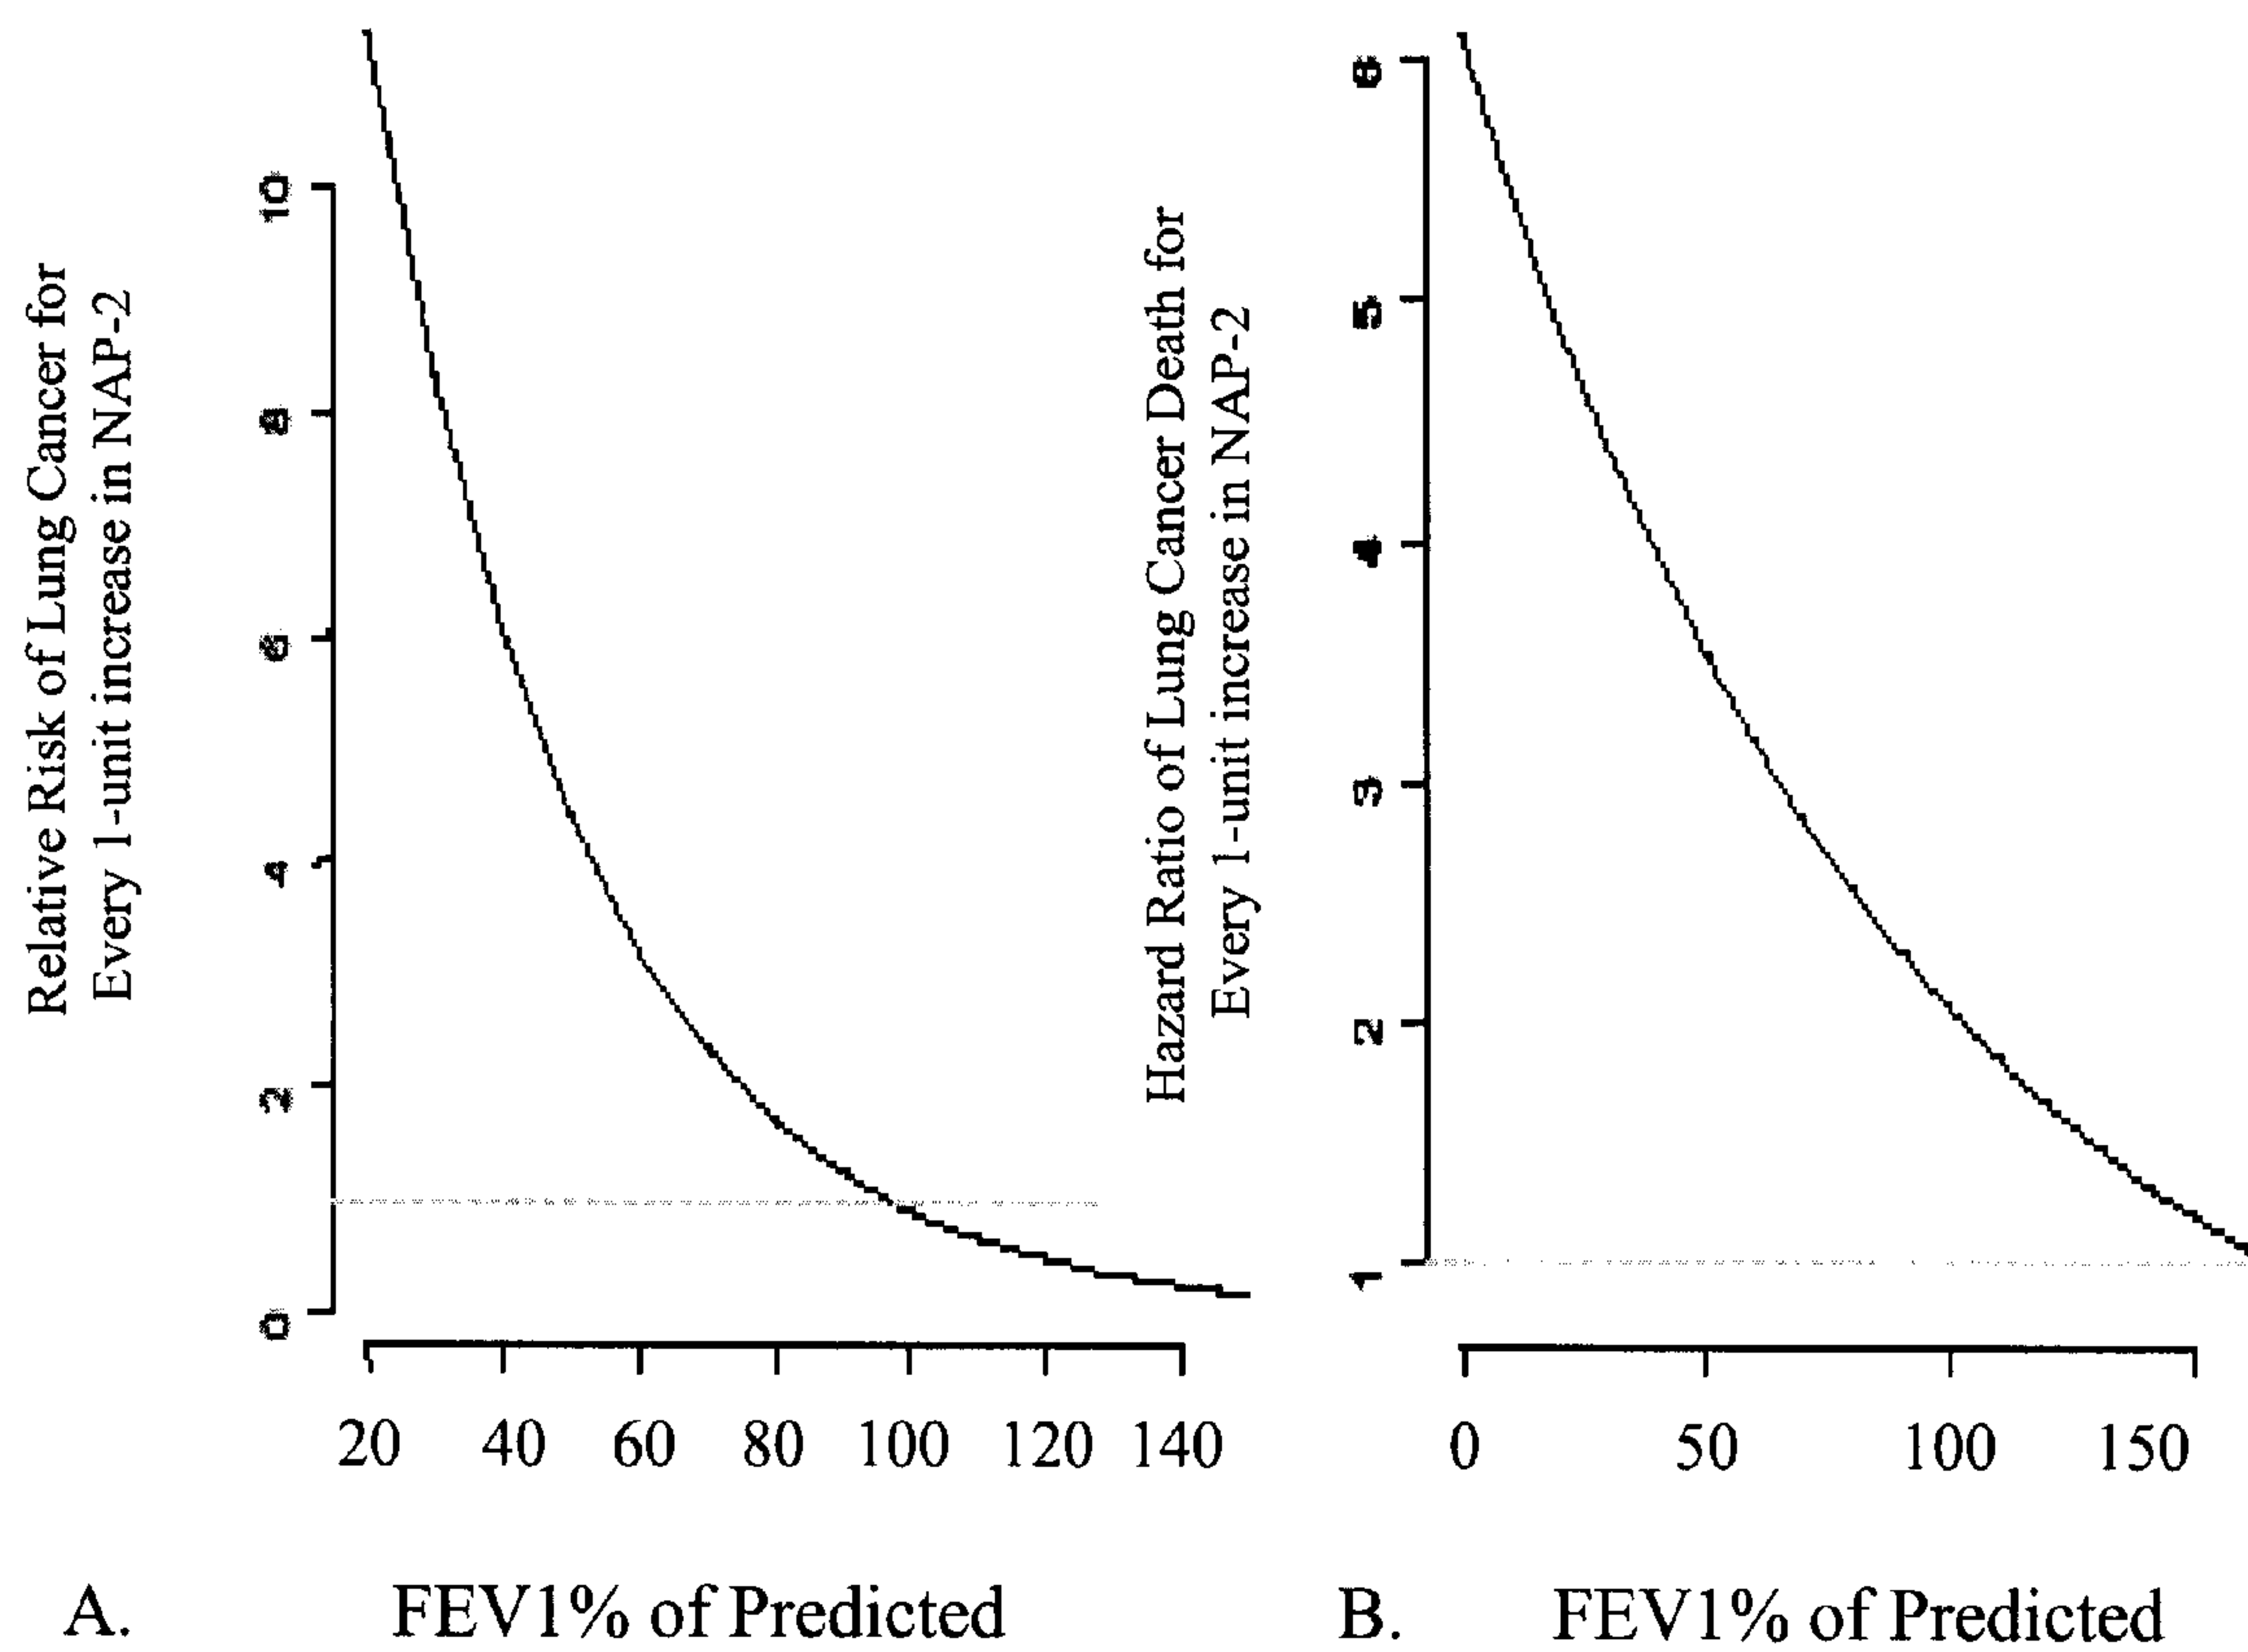 Relative Risk of Lung Cancer for
Every 1-unit increase in NAP-2
10
8
6
4
2
0
20 40 60 80 100 120 140
A. FEV1% of Predicted
Hazard Ratio of Lung Cancer Death for
Every 1-unit increase in NAP-2
6
5
4
3
2
1
0 50 100 150
B. FEV1% of Predicted